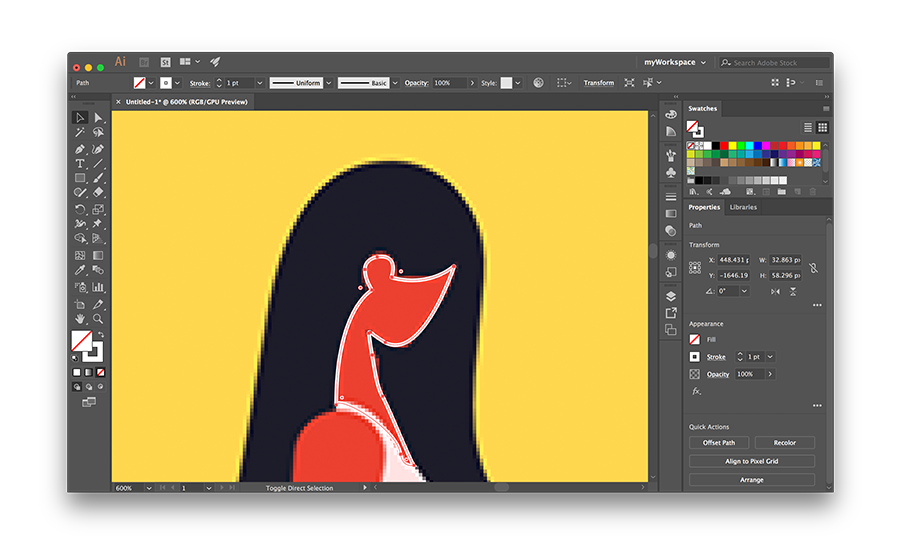 Ai Br St myWorkspace Search Adobe Stock
Path Stroke: 1 pt Uniform Basic Opacity: 100% Style: Transform
Untitled-1* @ 600% (RGB/GPU Preview)
Swatches
Properties Libraries
Path
Transform
X: 448.431 W: 32.863 px
Y: -1646.19 H: 58.296 px
0°
Appearance
Fill
Stroke 1 pt
Opacity 100%
fx
Quick Actions
Offset Path Recolor
Align to Pixel Grid
Arrange
600% 1 Toggle Direct Selection